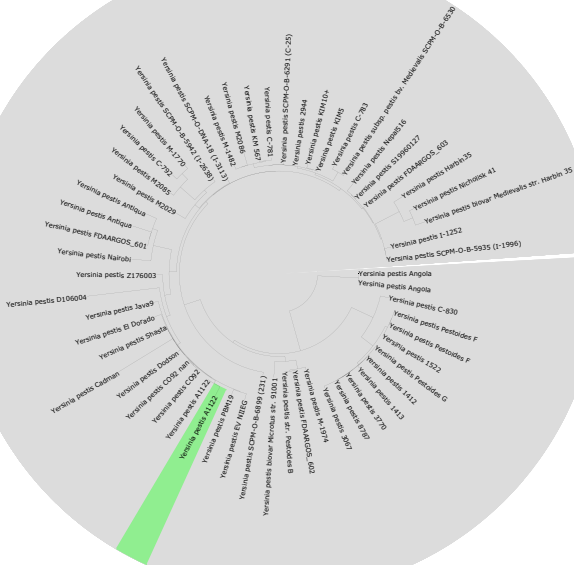 Yersinia pestis SCPM-O-B-6291 (C-25)
Yersinia pestis 2944
Yersinia pestis KIM10+
Yersinia pestis KIM5
Yersinia pestis C-783
Yersinia pestis subsp. pestis bv. Medievalis SCPM-O-B-6530
Yersinia pestis Nepal516
Yersinia pestis S19960127
Yersinia pestis FDAARGOS_603
Yersinia pestis Harbin35
Yersinia pestis Nicholisk 41
Yersinia pestis biovar Medievalis str. Harbin 35
Yersinia pestis I-1252
Yersinia pestis SCPM-O-B-5935 (I-1996)
Yersinia pestis Angola
Yersinia pestis Angola
Yersinia pestis C-830
Yersinia pestis Pestoides F
Yersinia pestis Pestoides F
Yersinia pestis 1522
Yersinia pestis Pestoides G
Yersinia pestis 1412
Yersinia pestis 1413
Yersinia pestis 3770
Yersinia pestis 8787
Yersinia pestis 3067
Yersinia pestis M-1974
Yersinia pestis FDAARGOS_602
Yersinia pestis str. Pestoides B
Yersinia pestis biovar Microtus str. 91001
Yersinia pestis SCPM-O-B-6899 (231)
Yersinia pestis EV NIIEG
Yersinia pestis PBM19
Yersinia pestis A1122
Yersinia pestis A1122
Yersinia pestis CO92
Yersinia pestis CO92_nan
Yersinia pestis Dodson
Yersinia pestis Cadman
Yersinia pestis Shasta
Yersinia pestis El Dorado
Yersinia pestis Java9
Yersinia pestis D106004
Yersinia pestis Z176003
Yersinia pestis Nairobi
Yersinia pestis FDAARGOS_601
Yersinia pestis Antiqua
Yersinia pestis Antiqua
Yersinia pestis M2029
Yersinia pestis M2085
Yersinia pestis C-792
Yersinia pestis M-1770
Yersinia pestis SCPM-O-B-5942 (I-2638)
Yersinia pestis SCPM-O-DNA-18 (I-3113)
Yersinia pestis M-1482
Yersinia pestis M2086
Yersinia pestis KM 567
Yersinia pestis C-781